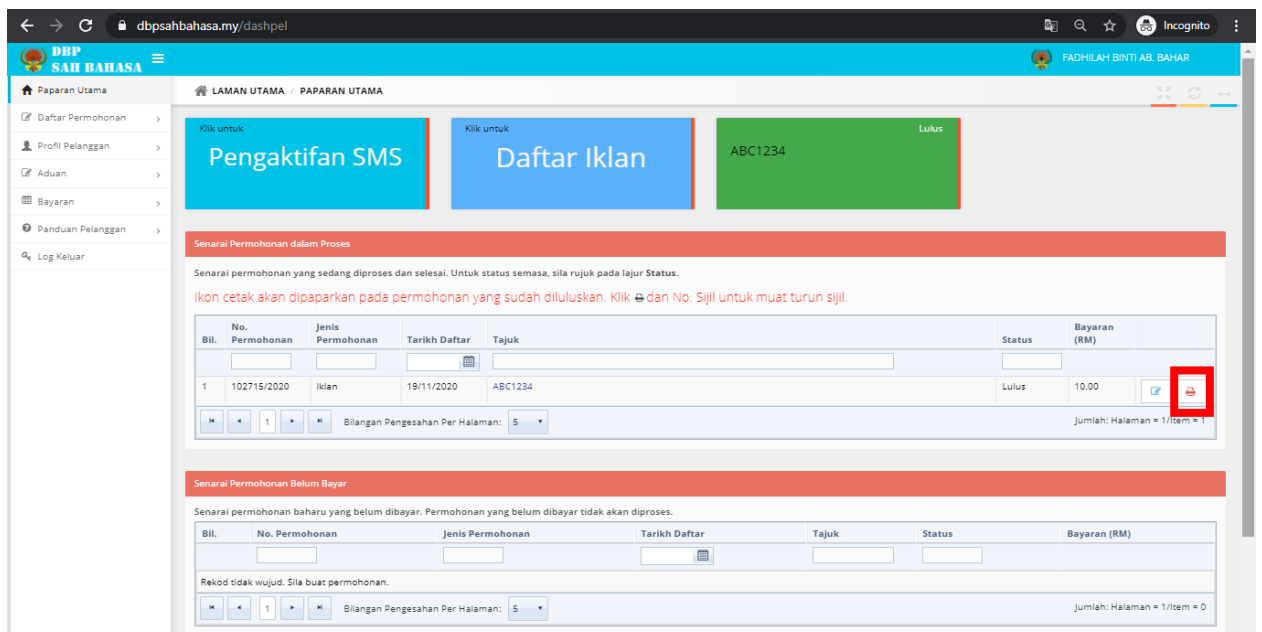 dbpsahbahasa.my/dashpel
Incognito
DBP
SAH BAHASA
FADHILAH BINTI AB. BAHAR
Paparan Utama
Daftar Permohonan
Profil Pelanggan
Aduan
Bayaran
Panduan Pelanggan
Log Keluar
LAMAN UTAMA / PAPARAN UTAMA
Klik untuk
Pengaktifan SMS
Klik untuk
Daftar Iklan
Lulus
ABC1234
Senarai Permohonan dalam Proses
Senarai permohonan yang sedang diproses dan selesai. Untuk status semasa, sila rujuk pada lajur Status.
Ikon cetak akan dipaparkan pada permohonan yang sudah diluluskan. Klik dan No. Sijil untuk muat turun sijil.
Bil. No. Permohonan Jenis Permohonan Tarikh Daftar Tajuk Status Bayaran (RM)
1 102715/2020 Iklan 19/11/2020 ABC1234 Lulus 10.00
1 Bilangan Pengesahan Per Halaman: 5 Jumlah: Halaman = 1/Item = 1
Senarai Permohonan Belum Bayar
Senarai permohonan baharu yang belum dibayar. Permohonan yang belum dibayar tidak akan diproses.
Bil. No. Permohonan Jenis Permohonan Tarikh Daftar Tajuk Status Bayaran (RM)
Rekod tidak wujud. Sila buat permohonan.
1 Bilangan Pengesahan Per Halaman: 5 Jumlah: Halaman = 1/Item = 0